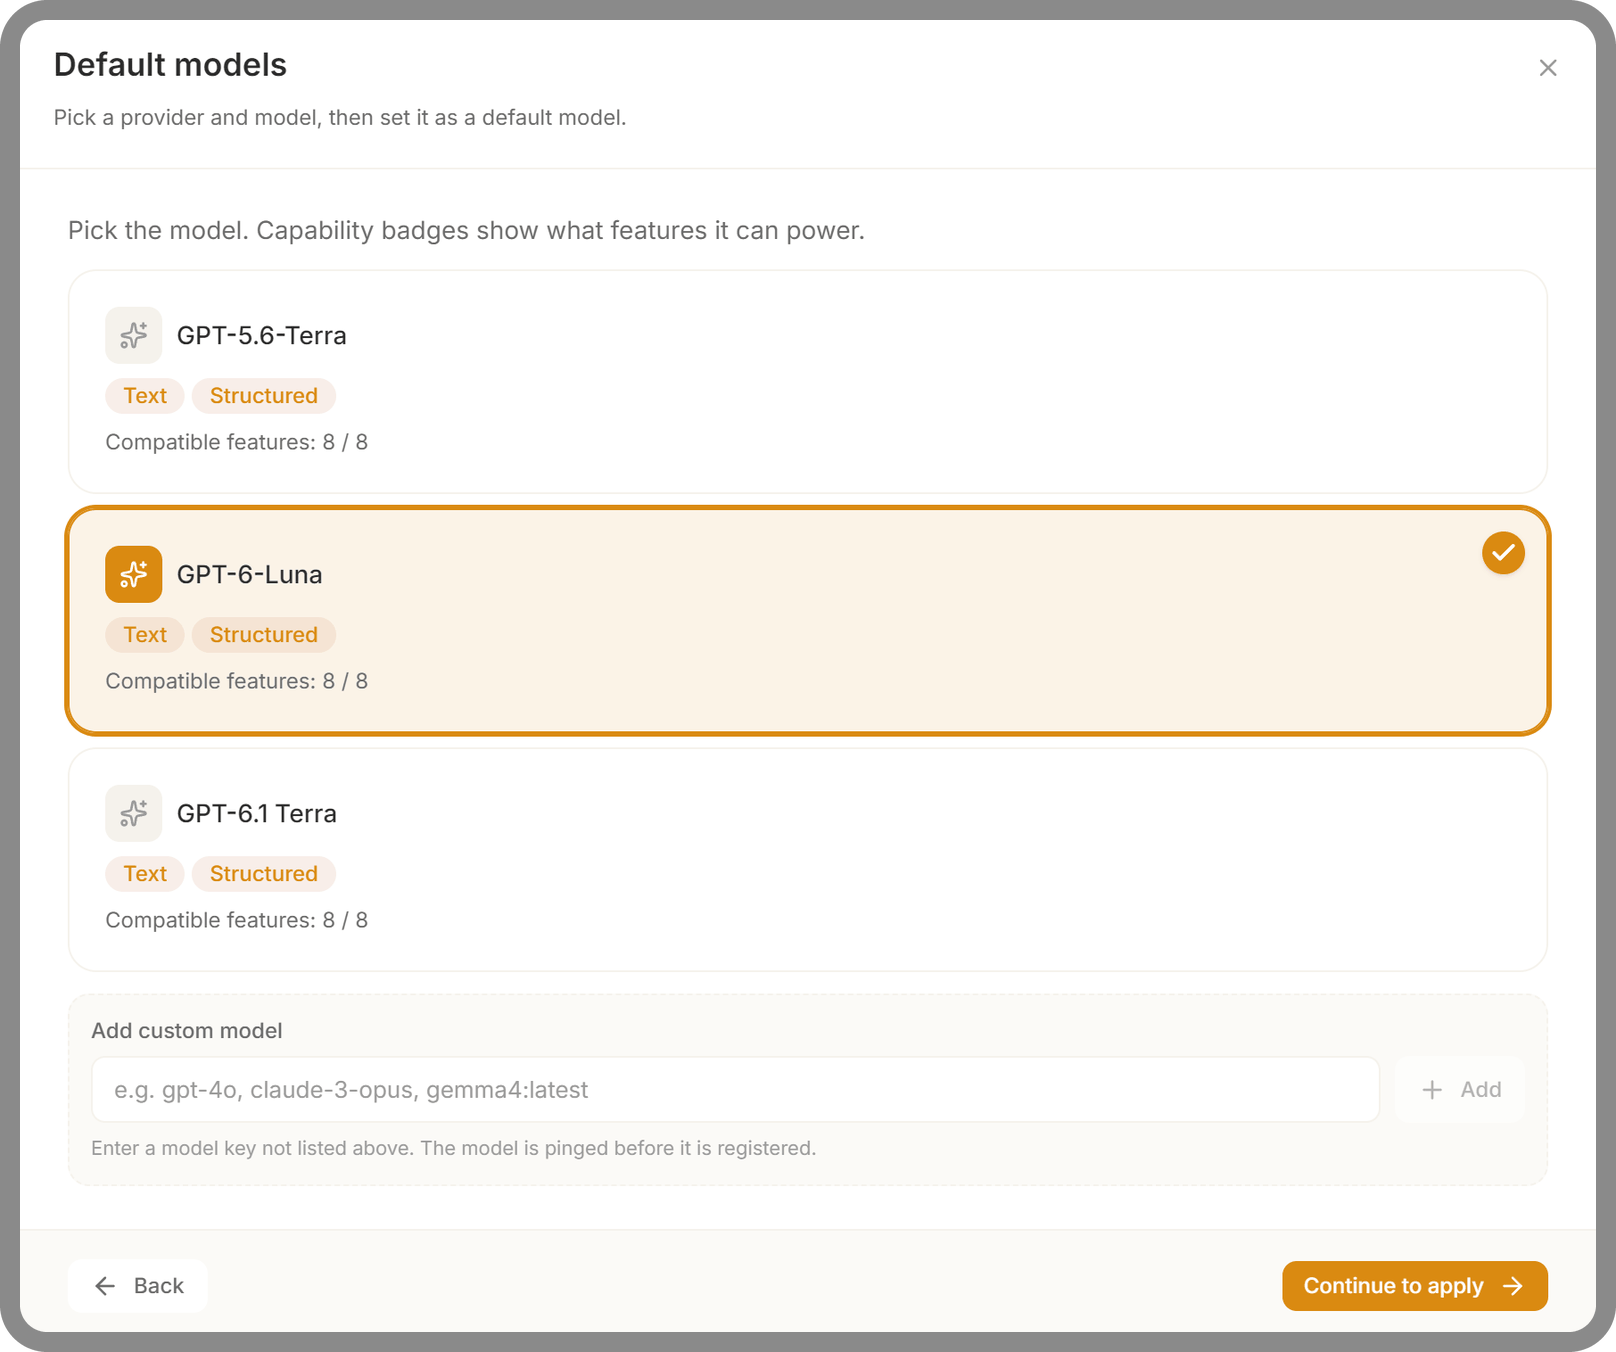 Default models
Pick a provider and model, then set it as a default model.
Pick the model. Capability badges show what features it can power.
GPT-5.6-Terra
Text Structured
Compatible features: 8 / 8
GPT-6-Luna
Text Structured
Compatible features: 8 / 8
GPT-6.1 Terra
Text Structured
Compatible features: 8 / 8
Add custom model
e.g. gpt-4o, claude-3-opus, gemma4:latest
Add
Enter a model key not listed above. The model is pinged before it is registered.
Back
Continue to apply